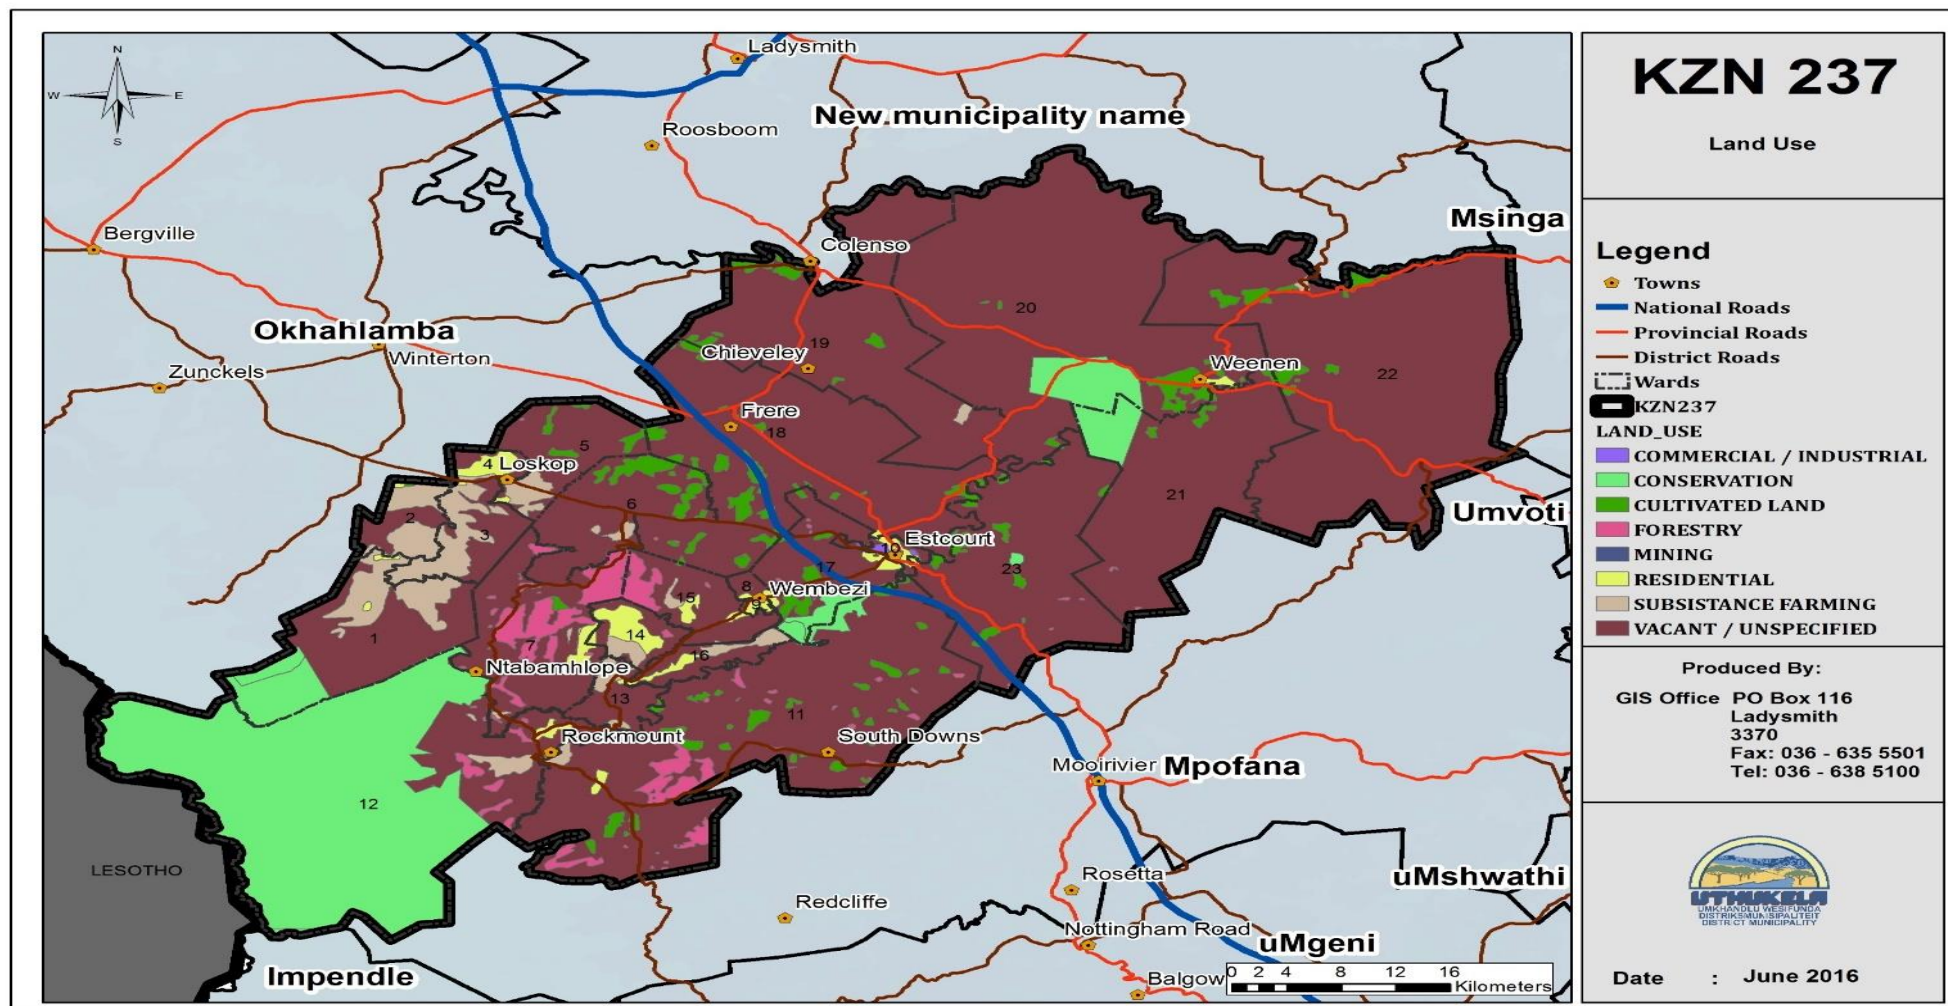 N
W E
S
Ladysmith
New municipality name
Roosboom
Msinga
Bergville
Colenso
20
Okhahlamba
Winterton
19
Chieveley
Zunckels
Weenen
22
Frere
18
5
4 Loskop
21
Umvoti
6
2
3
Estcourt
10
23
17
8
Wembezi
9
15
14
1
7
16
Ntabamhlope
13
11
Rockmount
South Downs
Mooirivier
Mpofana
12
LESOTHO
Rosetta
uMshwathi
Redcliffe
Nottingham Road
uMgeni
Impendle
Balgow
0 2 4 8 12 16
Kilometers
KZN 237
Land Use
Legend
Towns
National Roads
Provincial Roads
District Roads
Wards
KZN237
LAND_USE
COMMERCIAL / INDUSTRIAL
CONSERVATION
CULTIVATED LAND
FORESTRY
MINING
RESIDENTIAL
SUBSISTANCE FARMING
VACANT / UNSPECIFIED
Produced By:
GIS Office PO Box 116
Ladysmith
3370
Fax: 036 - 635 5501
Tel: 036 - 638 5100
UTHUKELA
UMKHANDLU WESIFUNDA
DISTRIKSMUNISIPALITEIT
DISTRICT MUNICIPALITY
Date : June 2016